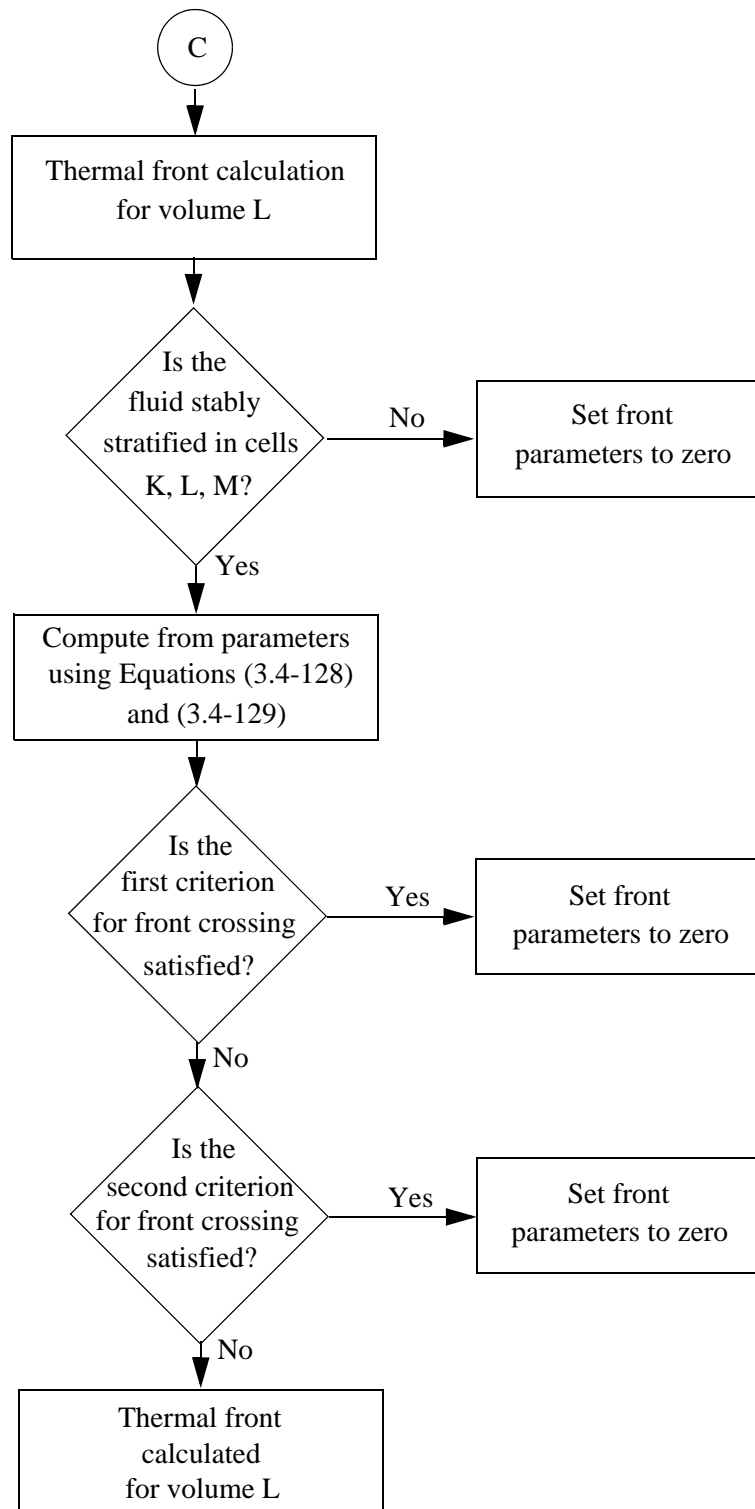 C
Thermal front calculation
for volume L
Is the
fluid stably
stratified in cells
K, L, M?
No
Set front
parameters to zero
Yes
Compute from parameters
using Equations (3.4-128)
and (3.4-129)
Is the
first criterion
for front crossing
satisfied?
Yes
Set front
parameters to zero
No
Is the
second criterion
for front crossing
satisfied?
Yes
Set front
parameters to zero
No
Thermal front
calculated
for volume L